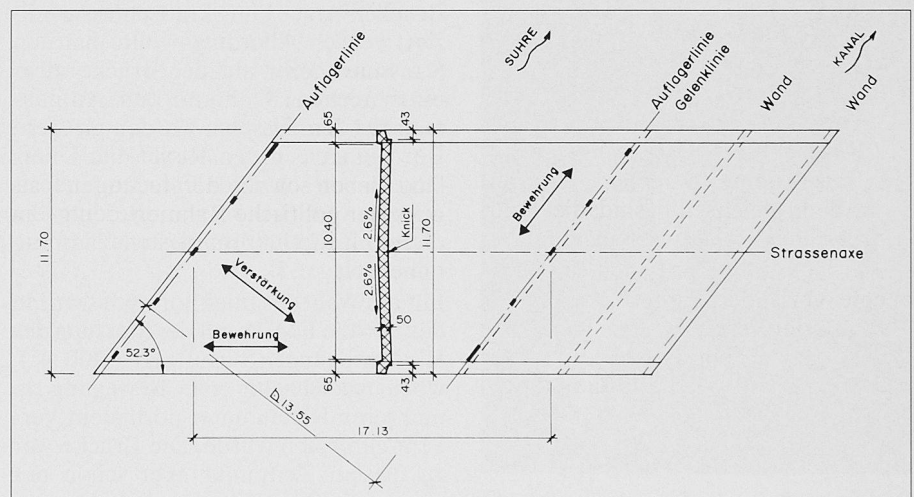 SUHRE
KANAL
Auflagerlinie
Auflagerlinie
Gelenklinie
Wand
Wand
65
43
11.70
10.40
2.6%
2.6%
Knick
11.70
50
Bewehrung
Strassenaxe
Verstärkung
Bewehrung
52.3°
65
43
13.55
17.13